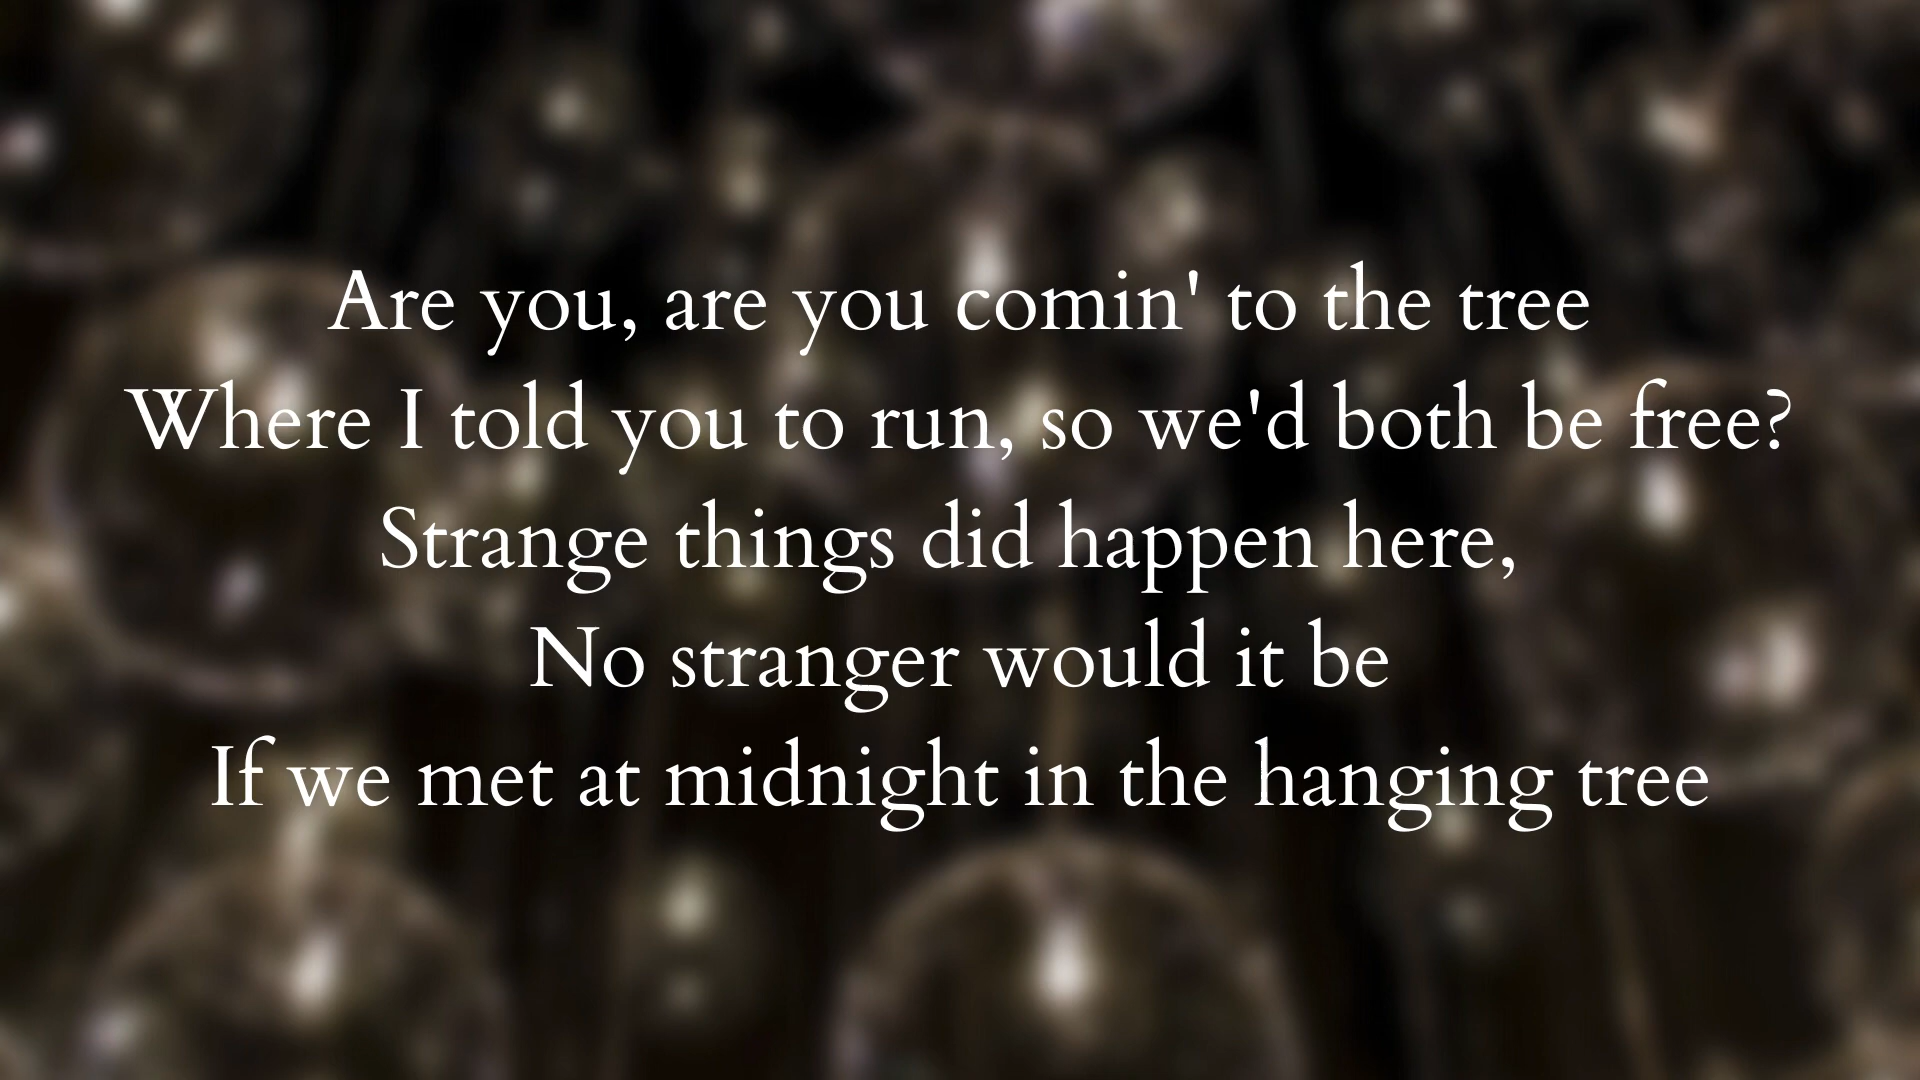 Are you, are you comin' to the tree
Where I told you to run, so we'd both be free?
Strange things did happen here,
No stranger would it be
If we met at midnight in the hanging tree